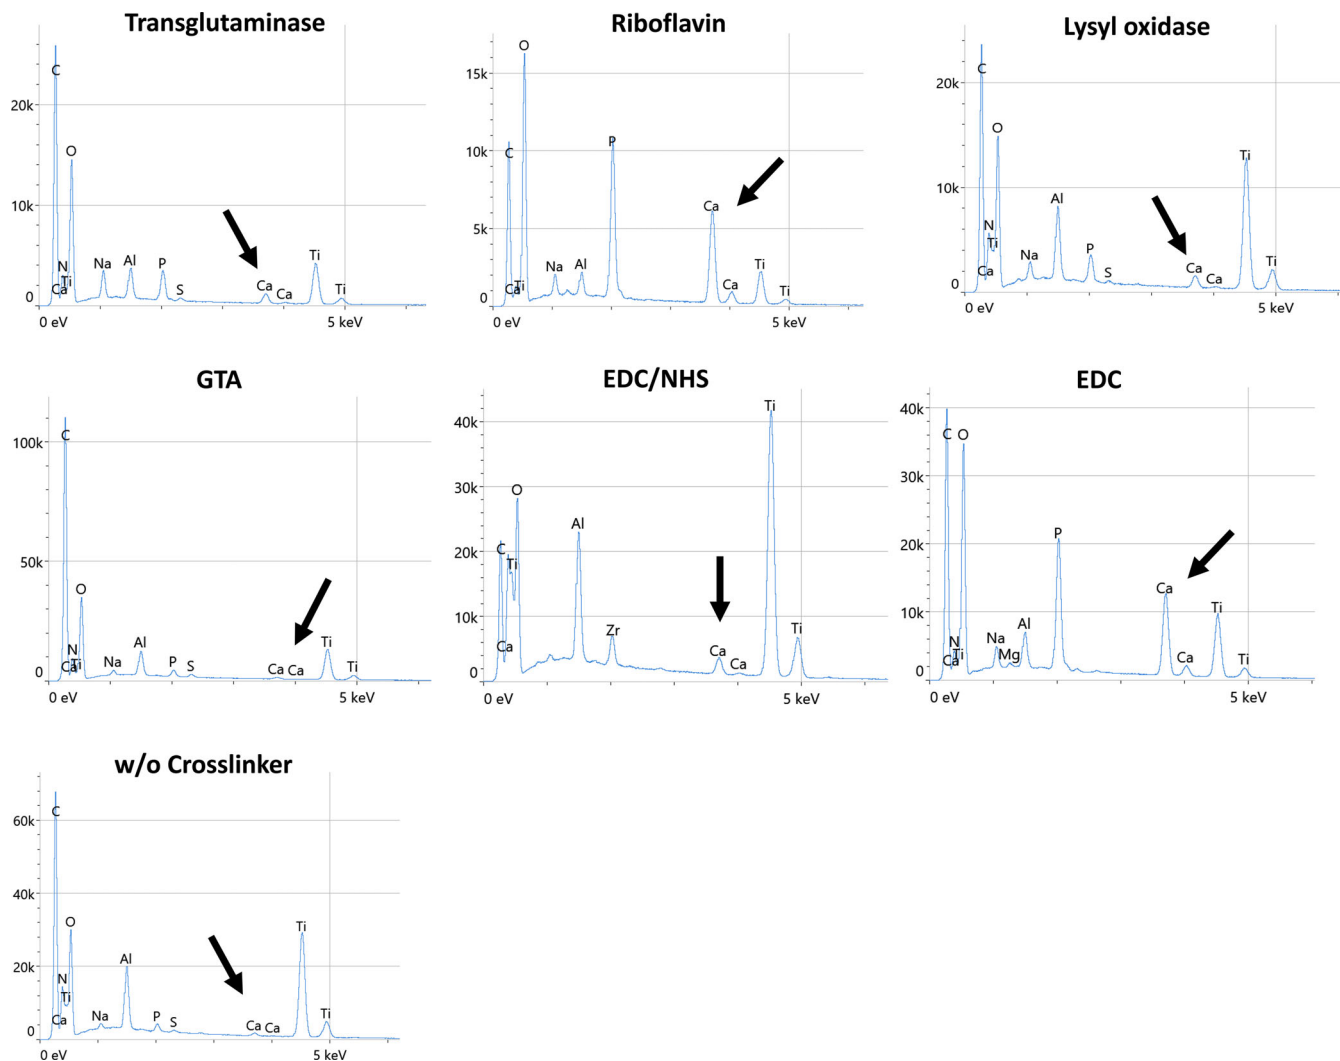 Transglutaminase
20k
10k
0
C
O
N
Ca
Ti
Na
Al
P
S
Ca
Ca
Ti
Ti
0 eV
5 keV
Riboflavin
15k
10k
5k
0
O
C
Ca
Ti
Na
Al
P
Ca
Ca
Ti
Ti
0 eV
5 keV
Lysyl oxidase
20k
10k
0
C
O
N
Ti
Ca
Na
Al
P
S
Ca
Ca
Ti
Ti
0 eV
5 keV
GTA
100k
50k
0
C
O
N
Ca
Ti
Na
Al
P
S
Ca
Ca
Ti
Ti
0 eV
5 keV
EDC/NHS
40k
30k
20k
10k
0
C
Ti
O
Ca
Al
Zr
Ca
Ca
Ti
Ti
0 eV
5 keV
EDC
40k
30k
20k
10k
0
C
O
N
Ca
Ti
Na
Mg
Al
P
Ca
Ca
Ti
Ti
0 eV
5 keV
w/o Crosslinker
60k
40k
20k
0
C
O
N
Ti
Ca
Na
Al
P
S
Ca
Ca
Ti
Ti
0 eV
5 keV